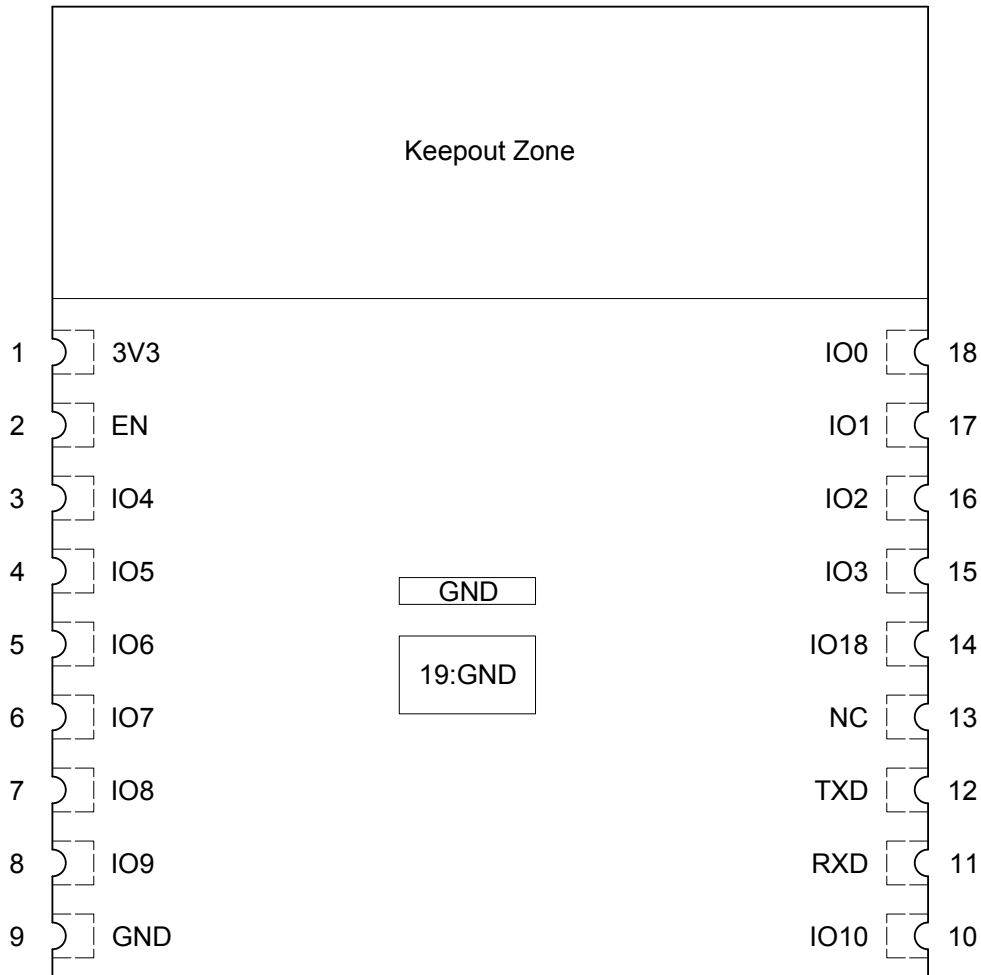 Keepout Zone
1 3V3 IO0 18
2 EN IO1 17
3 IO4 IO2 16
4 IO5 IO3 15
GND
5 IO6 IO18 14
19:GND
6 IO7 NC 13
7 IO8 TXD 12
8 IO9 RXD 11
9 GND IO10 10